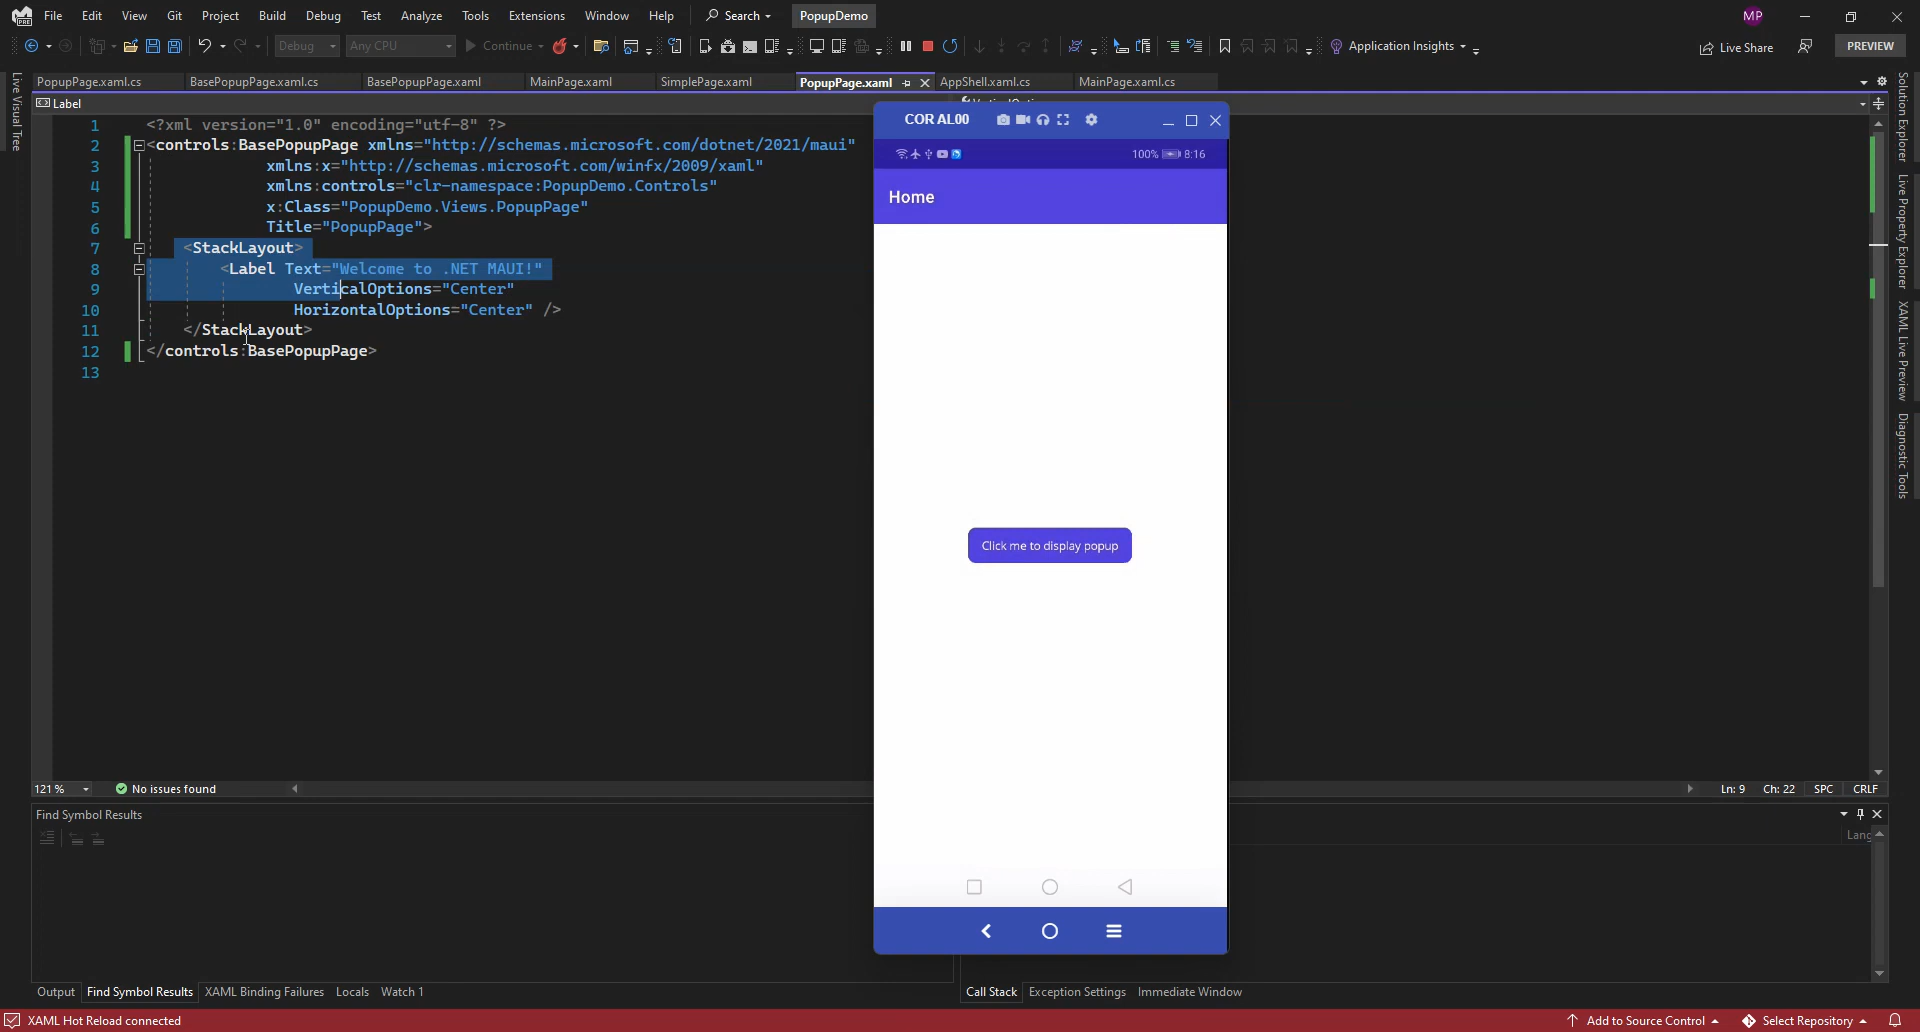 File Edit View Git Project Build Debug Test Analyze Tools Extensions Window Help Search PopupDemo MP
Debug Any CPU Continue Application Insights Live Share PREVIEW
PopupPage.xaml.cs BasePopupPage.xaml.cs BasePopupPage.xaml MainPage.xaml SimplePage.xaml PopupPage.xaml AppShell.xaml.cs MainPage.xaml.cs
Label
Live Visual Tree
1 <?xml version="1.0" encoding="utf-8" ?>
2 <controls:BasePopupPage xmlns="http://schemas.microsoft.com/dotnet/2021/maui"
3 xmlns:x="http://schemas.microsoft.com/winfx/2009/xaml"
4 xmlns:controls="clr-namespace:PopupDemo.Controls"
5 x:Class="PopupDemo.Views.PopupPage"
6 Title="PopupPage">
7 <StackLayout>
8 <Label Text="Welcome to .NET MAUI!"
9 VerticalOptions="Center"
10 HorizontalOptions="Center" />
11 </StackLayout>
12 </controls:BasePopupPage>
13
COR AL00
100% 8:16
Home
Click me to display popup
Solution Explorer
Live Property Explorer
XAML Live Preview
Diagnostic Tools
121 % No issues found Ln: 9 Ch: 22 SPC CRLF
Find Symbol Results
Lang
Output Find Symbol Results XAML Binding Failures Locals Watch 1 Call Stack Exception Settings Immediate Window
XAML Hot Reload connected Add to Source Control Select Repository